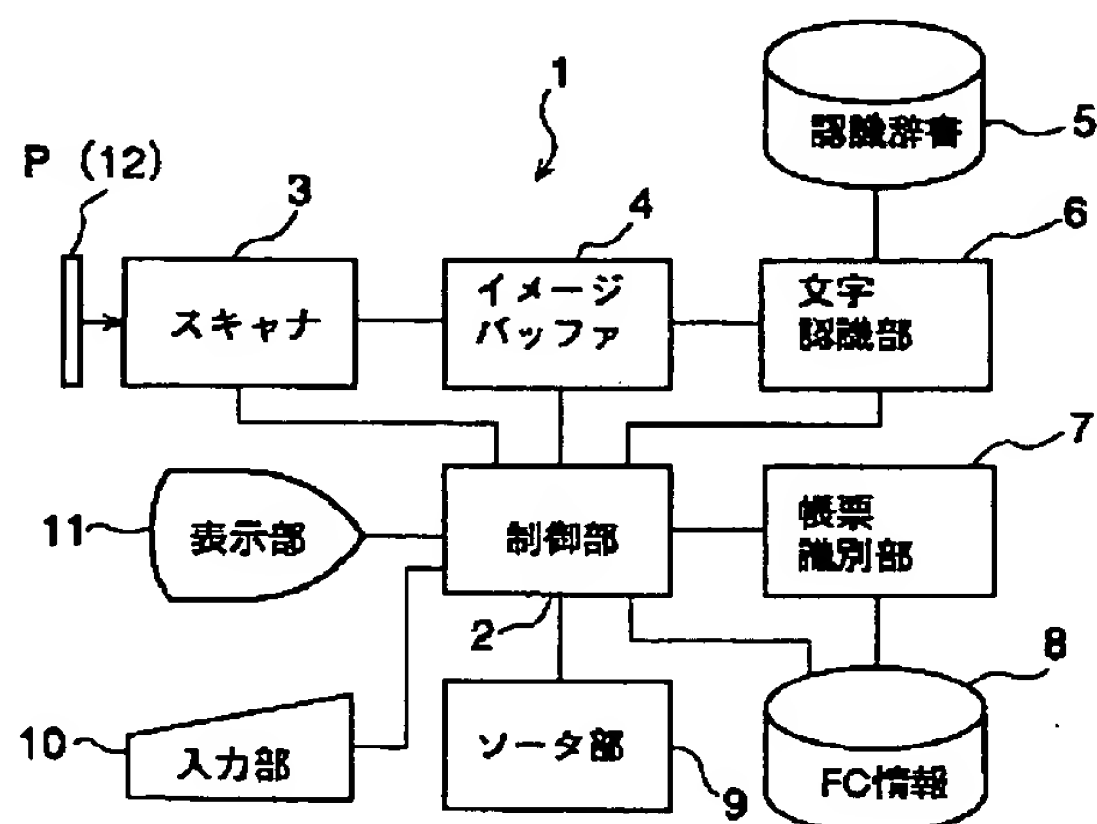 1
認識辞書
5
P (12)
3
4
6
スキャナ
イメージ
バッファ
文字
認識部
7
11
表示部
制御部
帳票
識別部
2
8
10
入力部
ソータ部
9
FC情報